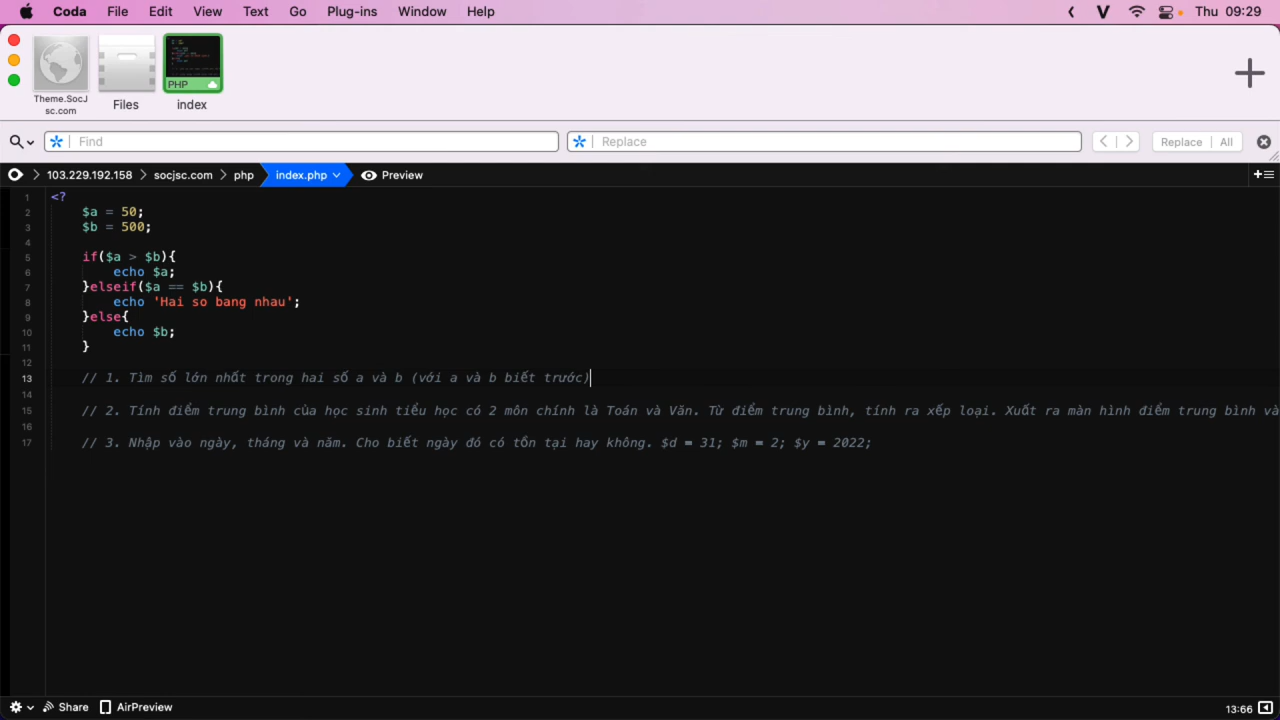 Coda File Edit View Text Go Plug-ins Window Help V Thu 09:29
PHP
Theme.SocJ
sc.com
Files
index
Find
Replace
Replace All
103.229.192.158 socjsc.com php index.php Preview
1 <?
2 $a = 50;
3 $b = 500;
4
5 if($a > $b){
6 echo $a;
7 }elseif($a == $b){
8 echo 'Hai so bang nhau';
9 }else{
10 echo $b;
11 }
12
13 // 1. Tìm số lớn nhất trong hai số a và b (với a và b biết trước)
14
15 // 2. Tính điểm trung bình của học sinh tiểu học có 2 môn chính là Toán và Văn. Từ điểm trung bình, tính ra xếp loại. Xuất ra màn hình điểm trung bình và
16
17 // 3. Nhập vào ngày, tháng và năm. Cho biết ngày đó có tồn tại hay không. $d = 31; $m = 2; $y = 2022;
Share AirPreview
13:66